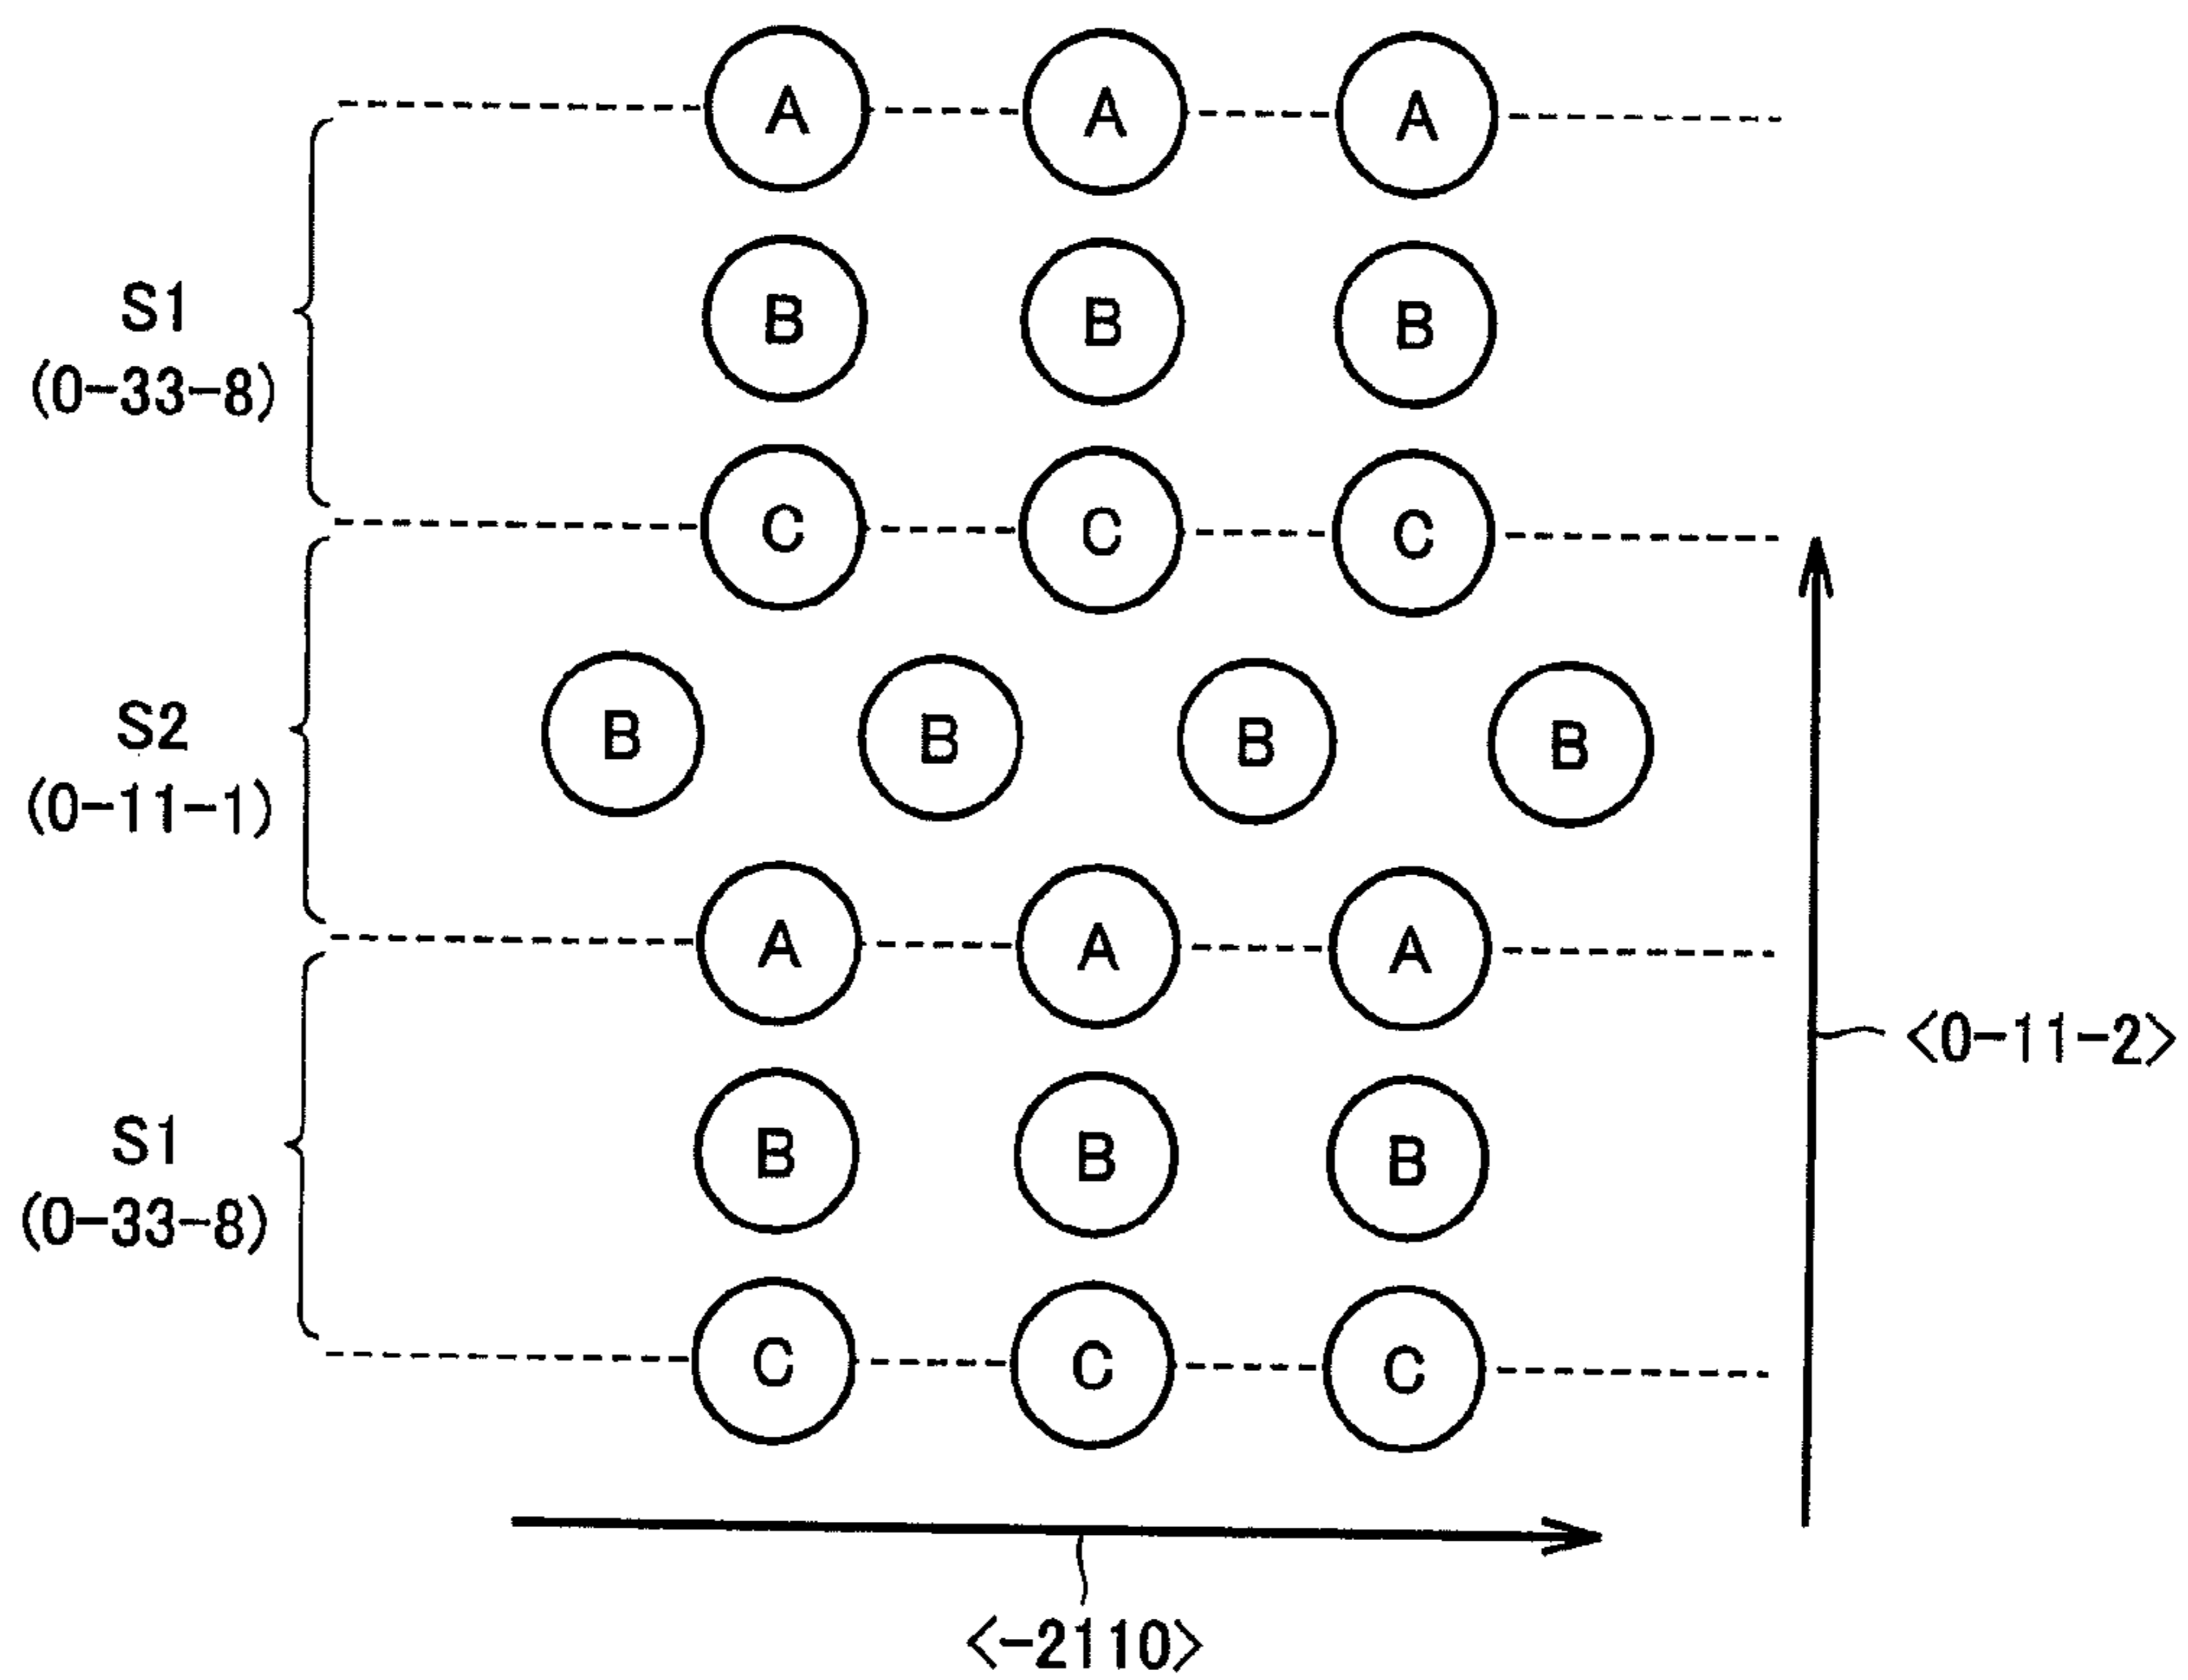 A A A
S1
(0-33-8)
B B B
C C C
S2
(0-11-1)
B B B B
A A A
<0-11-2>
S1
(0-33-8)
B B B
C C C
<-2110>